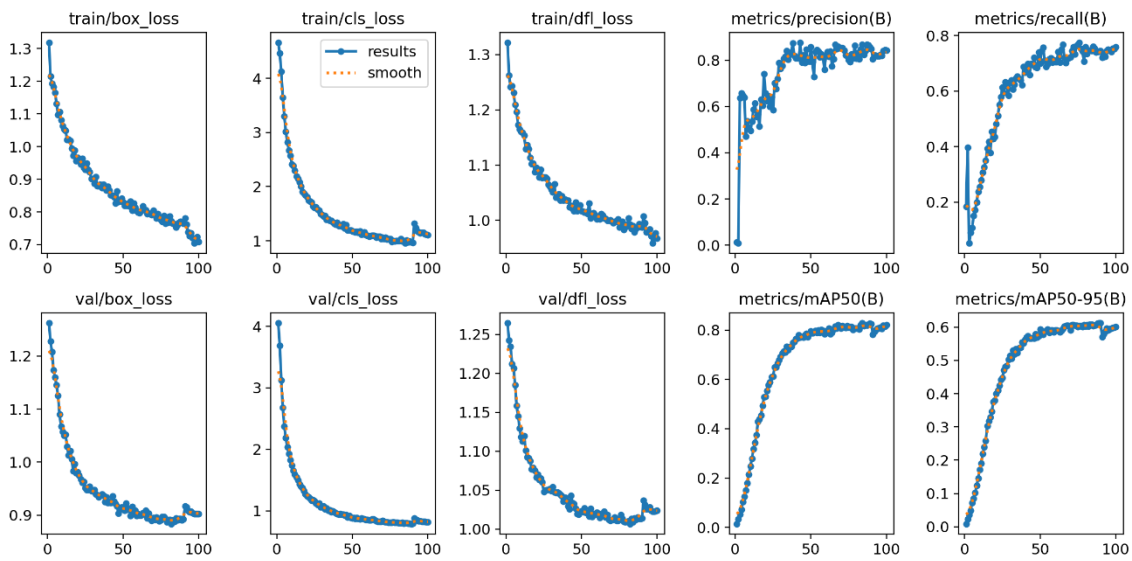 train/box_loss
train/cls_loss
train/dfl_loss
metrics/precision(B)
metrics/recall(B)
1.3
1.2
1.1
1.0
0.9
0.8
0.7
0 50 100
4
3
2
1
results
smooth
0 50 100
1.3
1.2
1.1
1.0
0 50 100
0.8
0.6
0.4
0.2
0.0
0 50 100
0.8
0.6
0.4
0.2
0 50 100
val/box_loss
val/cls_loss
val/dfl_loss
metrics/mAP50(B)
metrics/mAP50-95(B)
1.2
1.1
1.0
0.9
0 50 100
4
3
2
1
0 50 100
1.25
1.20
1.15
1.10
1.05
1.00
0 50 100
0.8
0.6
0.4
0.2
0.0
0 50 100
0.6
0.5
0.4
0.3
0.2
0.1
0.0
0 50 100